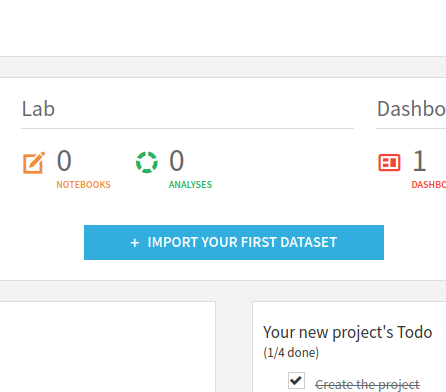 Lab
Dashbo
0
NOTEBOOKS
0
ANALYSES
1
DASHBO
+ IMPORT YOUR FIRST DATASET
Your new project's Todo
(1/4 done)
Create the project